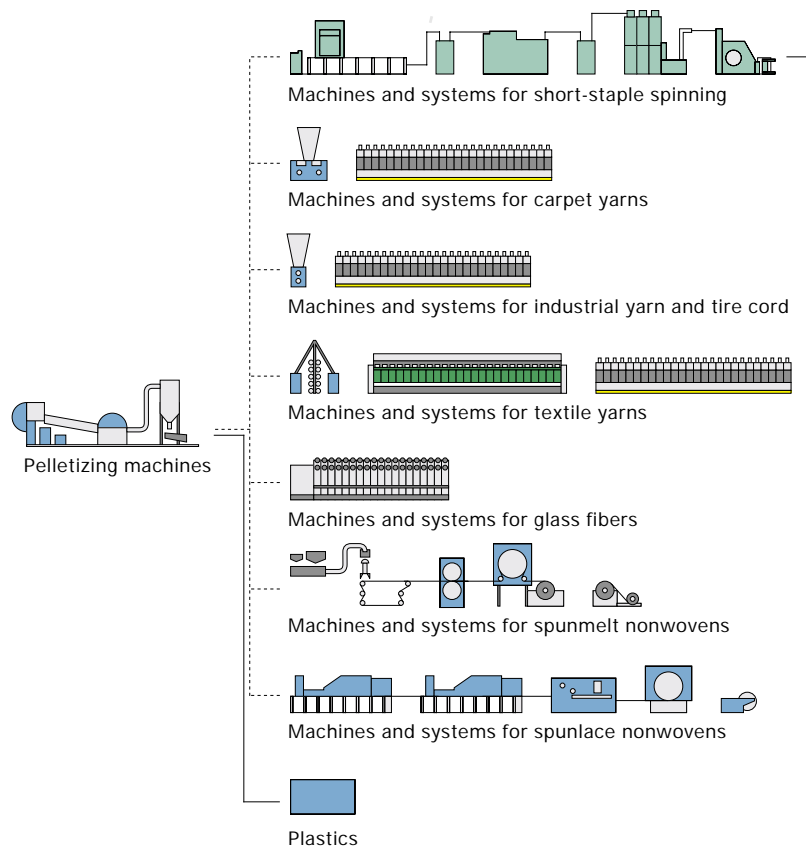 Machines and systems for short-staple spinning
Machines and systems for carpet yarns
Machines and systems for industrial yarn and tire cord
Machines and systems for textile yarns
Pelletizing machines
Machines and systems for glass fibers
Machines and systems for spunmelt nonwovens
Machines and systems for spunlace nonwovens
Plastics